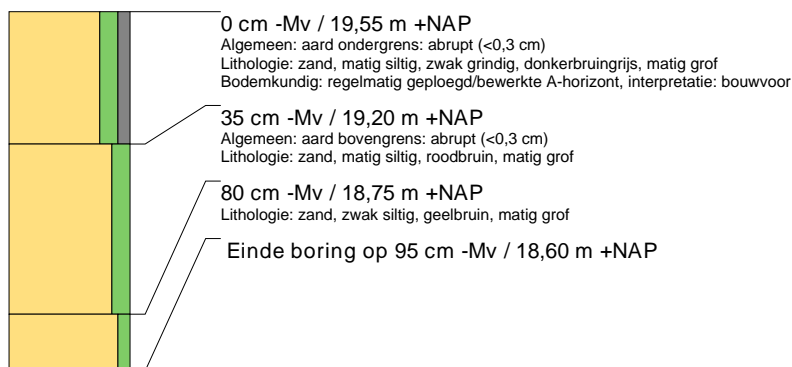 0 cm -Mv / 19,55 m +NAP
Algemeen: aard ondergrens: abrupt (<0,3 cm)
Lithologie: zand, matig siltig, zwak grindig, donkerbruingrijs, matig grof
Bodemkundig: regelmatig geploegd/bewerkte A-horizont, interpretatie: bouwvoor
35 cm -Mv / 19,20 m +NAP
Algemeen: aard bovengrens: abrupt (<0,3 cm)
Lithologie: zand, matig siltig, roodbruin, matig grof
80 cm -Mv / 18,75 m +NAP
Lithologie: zand, zwak siltig, geelbruin, matig grof
Einde boring op 95 cm -Mv / 18,60 m +NAP